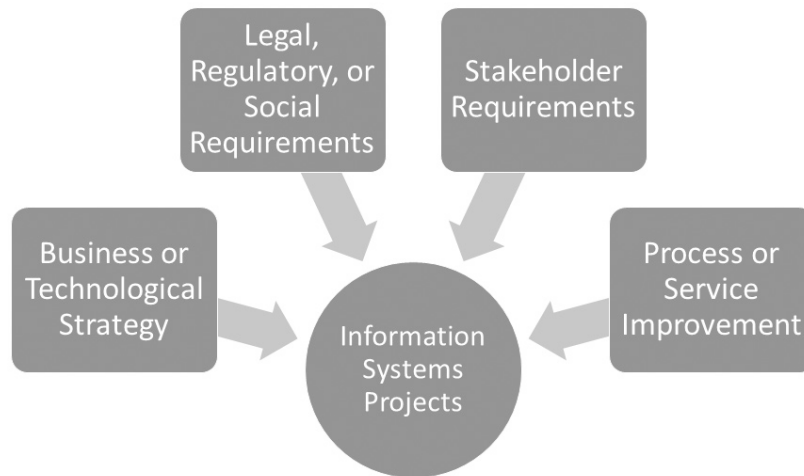 Legal,
Regulatory, or
Social
Requirements
Stakeholder
Requirements
Business or
Technological
Strategy
Process or
Service
Improvement
Information
Systems
Projects